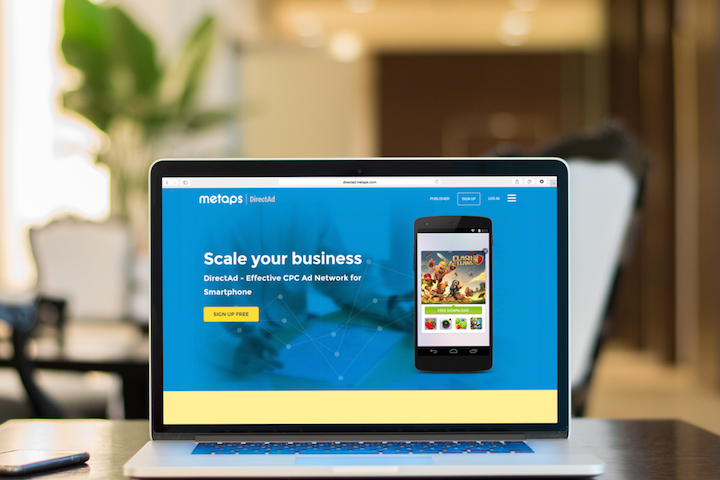 directad.metaps.com
metaps | DirectAd
PUBLISHER
SIGN UP
LOG IN
Scale your business
DirectAd - Effective CPC Ad Network for
Smartphone
SIGN UP FREE
CLASH
CLANS
FREE DOWNLOAD